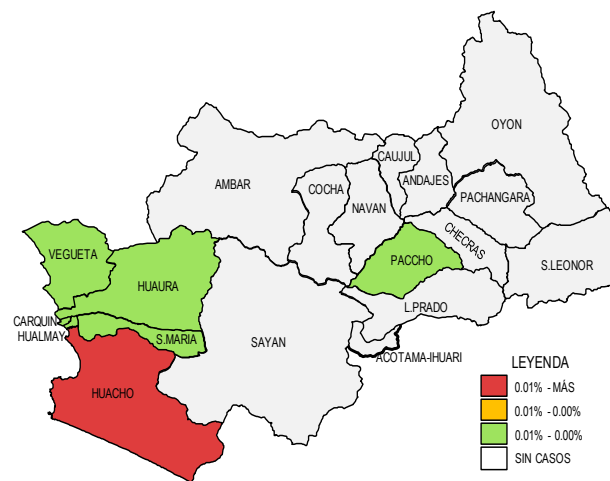 OYON
CAUJUL
ANDAJES
AMBAR
COCHA
NAVAN
PACHANGARA
CHECRAS
VEGUETA
HUAURA
PACCHO
S.LEONOR
L.PRADO
CARQUIN
HUALMAY
S.MARIA
SAYAN
ACOTAMA-IHUARI
HUACHO
LEYENDA
0.01% - MÁS
0.01% - 0.00%
0.01% - 0.00%
SIN CASOS